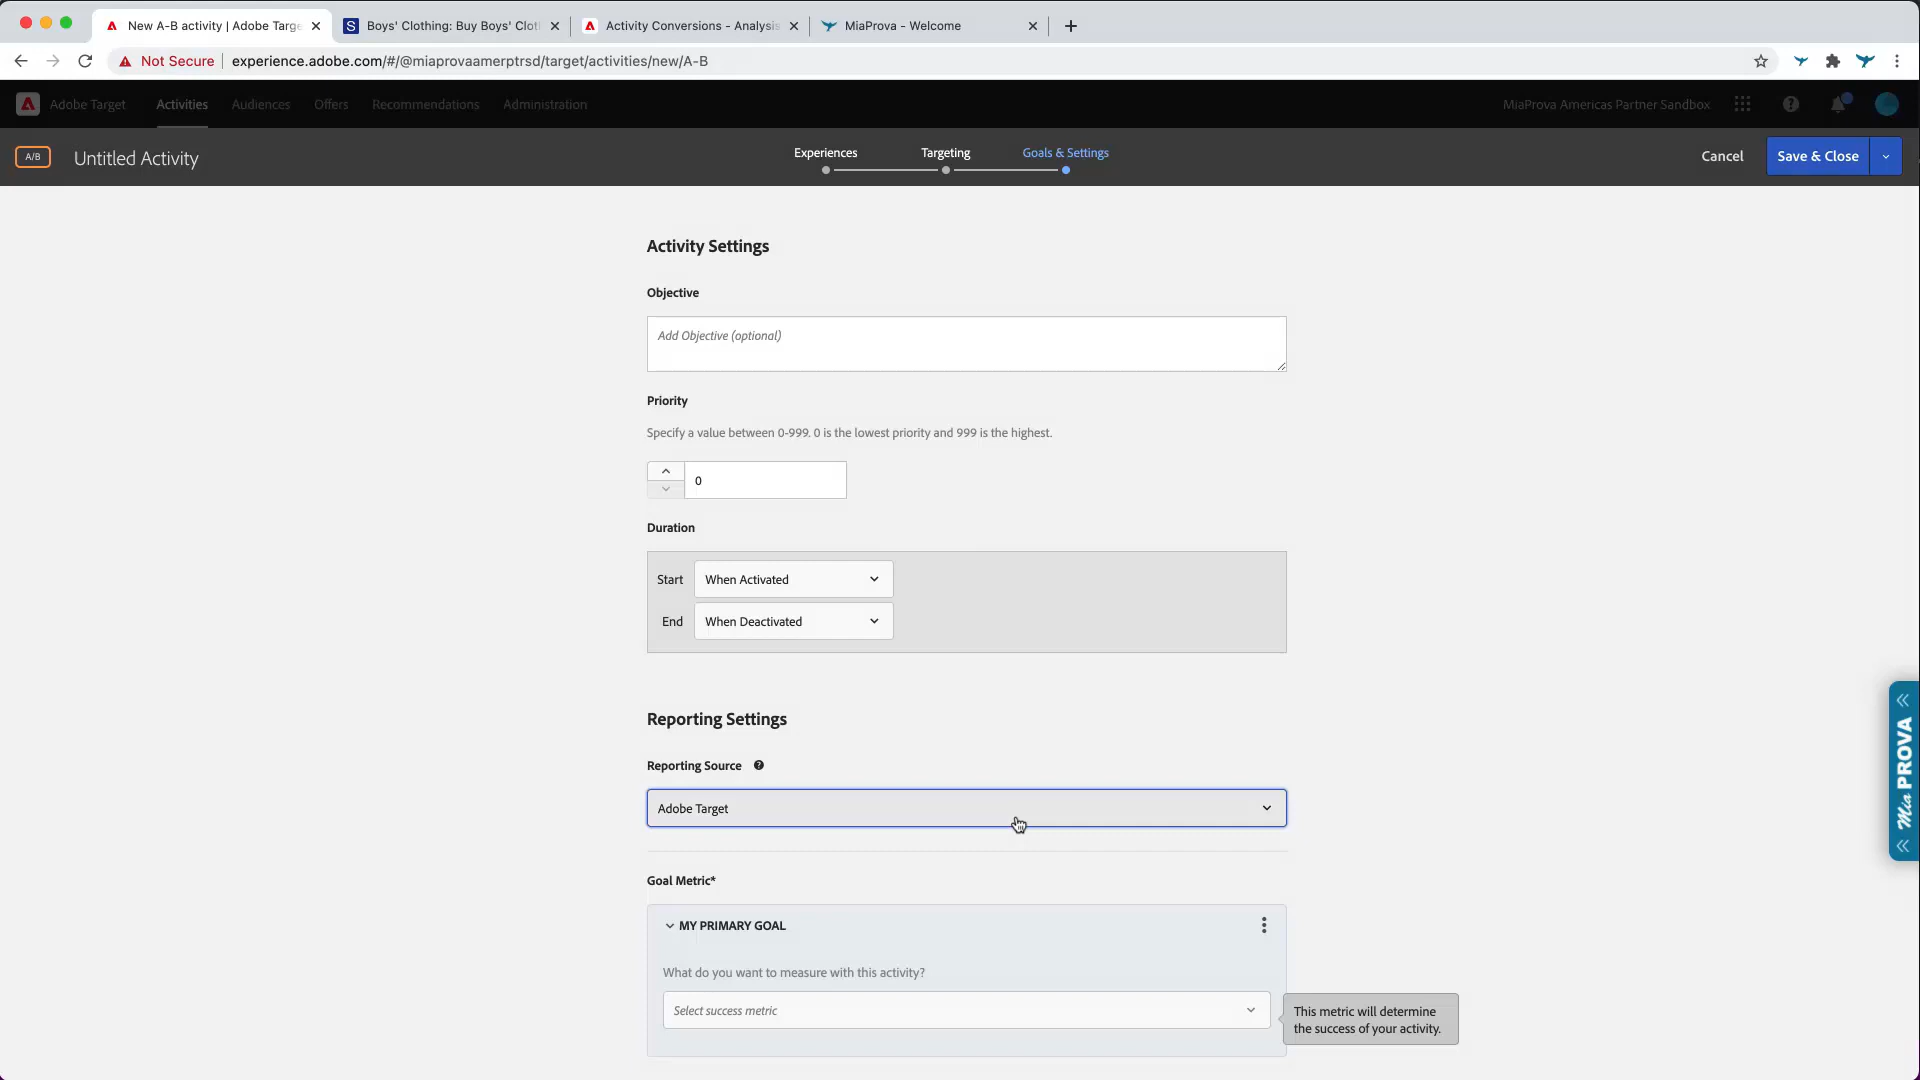 New A-B activity | Adobe Targe
S Boys' Clothing: Buy Boys' Clot
Activity Conversions - Analysis
MiaProva - Welcome
Not Secure experience.adobe.com/#/@miaprovaamerptrsd/target/activities/new/A-B
Adobe Target Activities Audiences Offers Recommendations Administration MiaProva Americas Partner Sandbox
A/B Untitled Activity Experiences Targeting Goals & Settings Cancel Save & Close
Activity Settings
Objective
Add Objective (optional)
Priority
Specify a value between 0-999. 0 is the lowest priority and 999 is the highest.
0
Duration
Start When Activated
End When Deactivated
Reporting Settings
Reporting Source
Adobe Target
Goal Metric*
MY PRIMARY GOAL
What do you want to measure with this activity?
Select success metric
This metric will determine
the success of your activity.
Mia PROVA